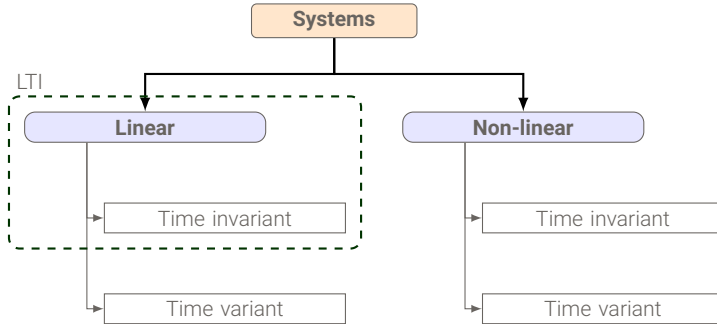 Systems
LTI
Linear
Non-linear
Time invariant
Time invariant
Time variant
Time variant